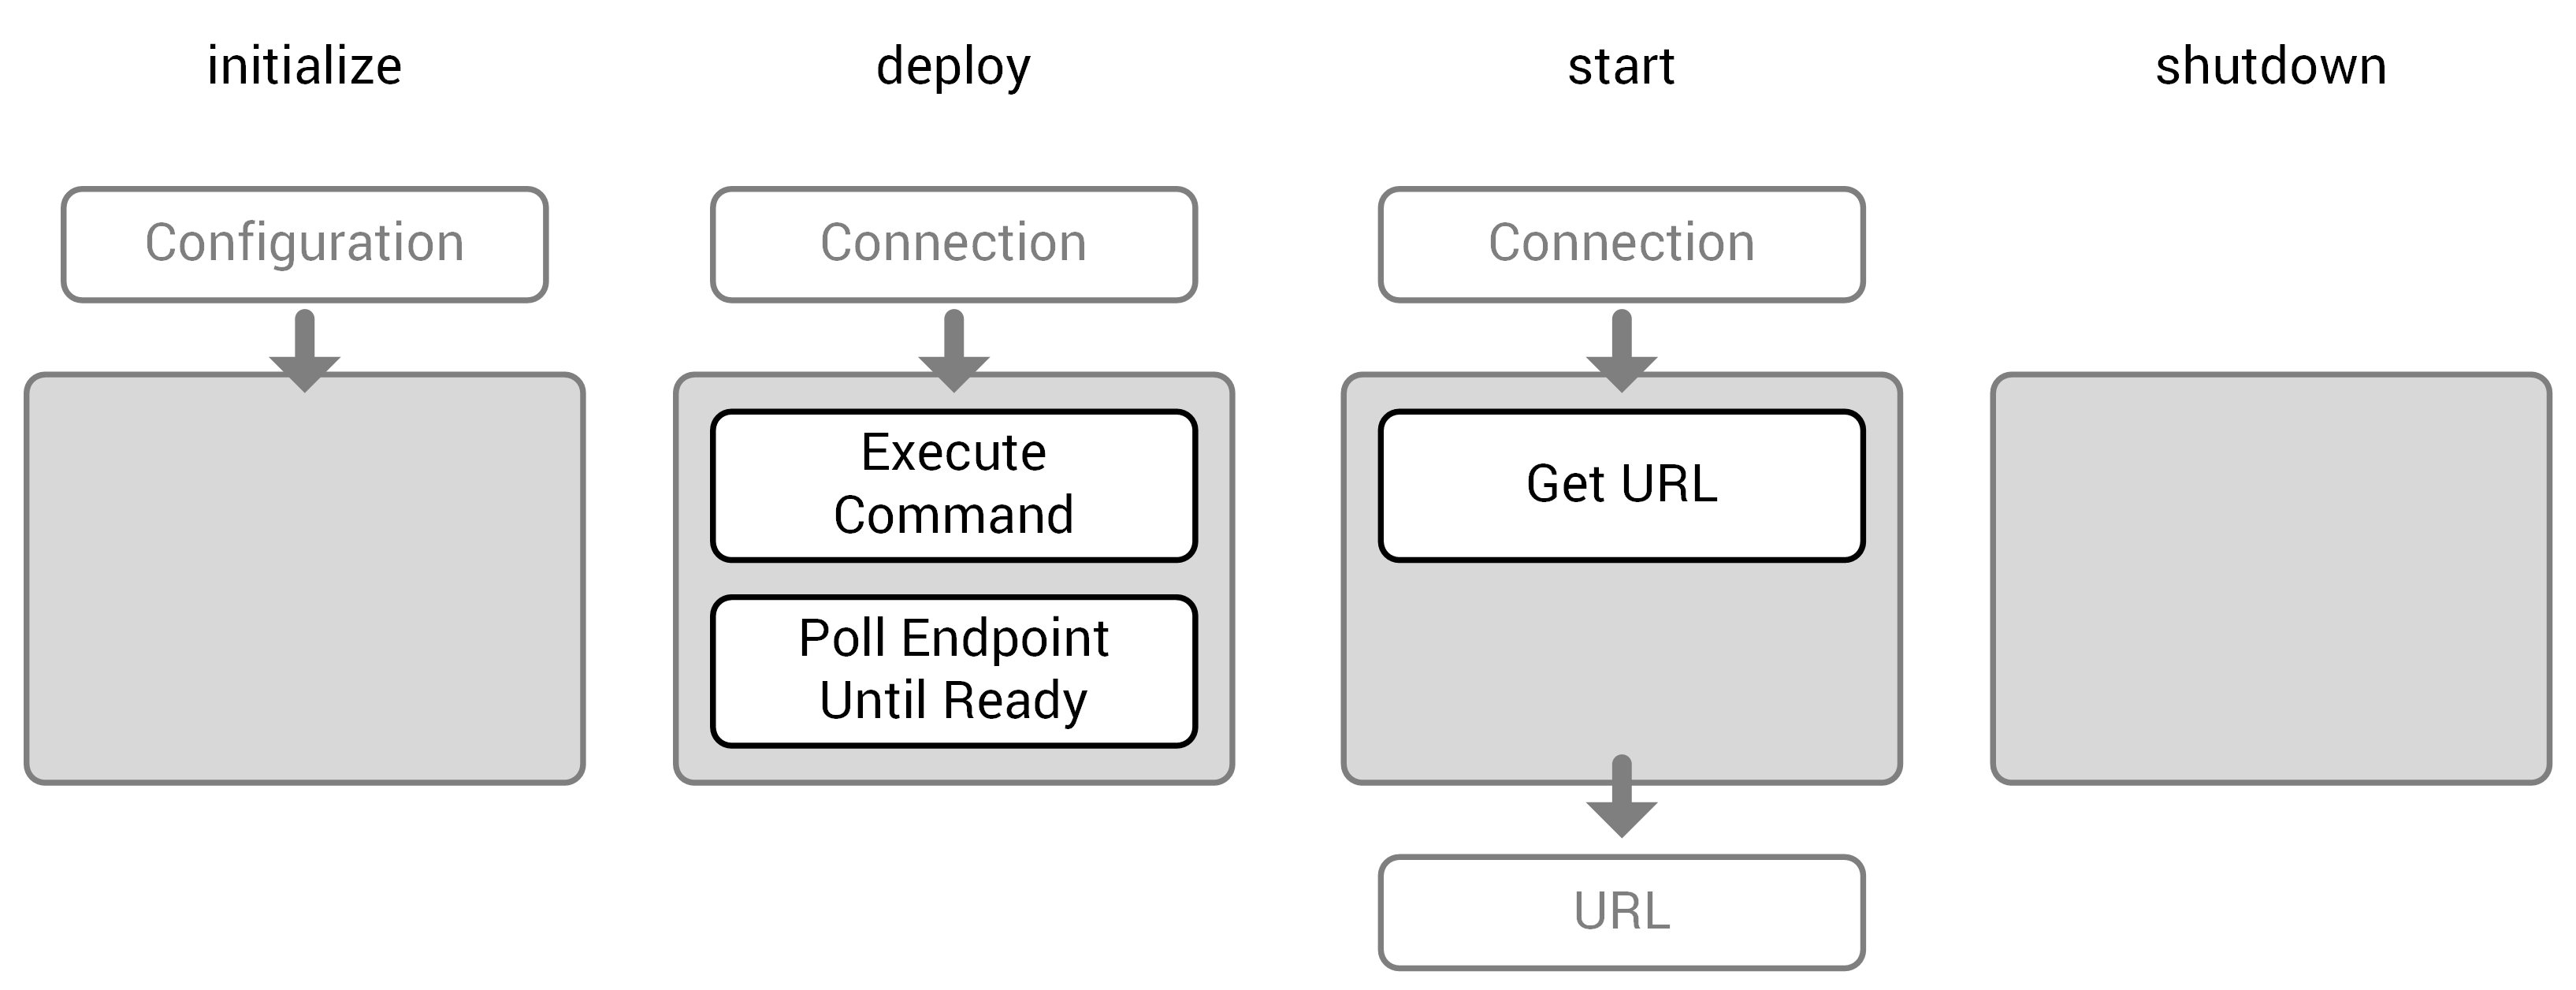 initialize
deploy
start
shutdown
Configuration
Connection
Connection
Execute
Command
Get URL
Poll Endpoint
Until Ready
URL